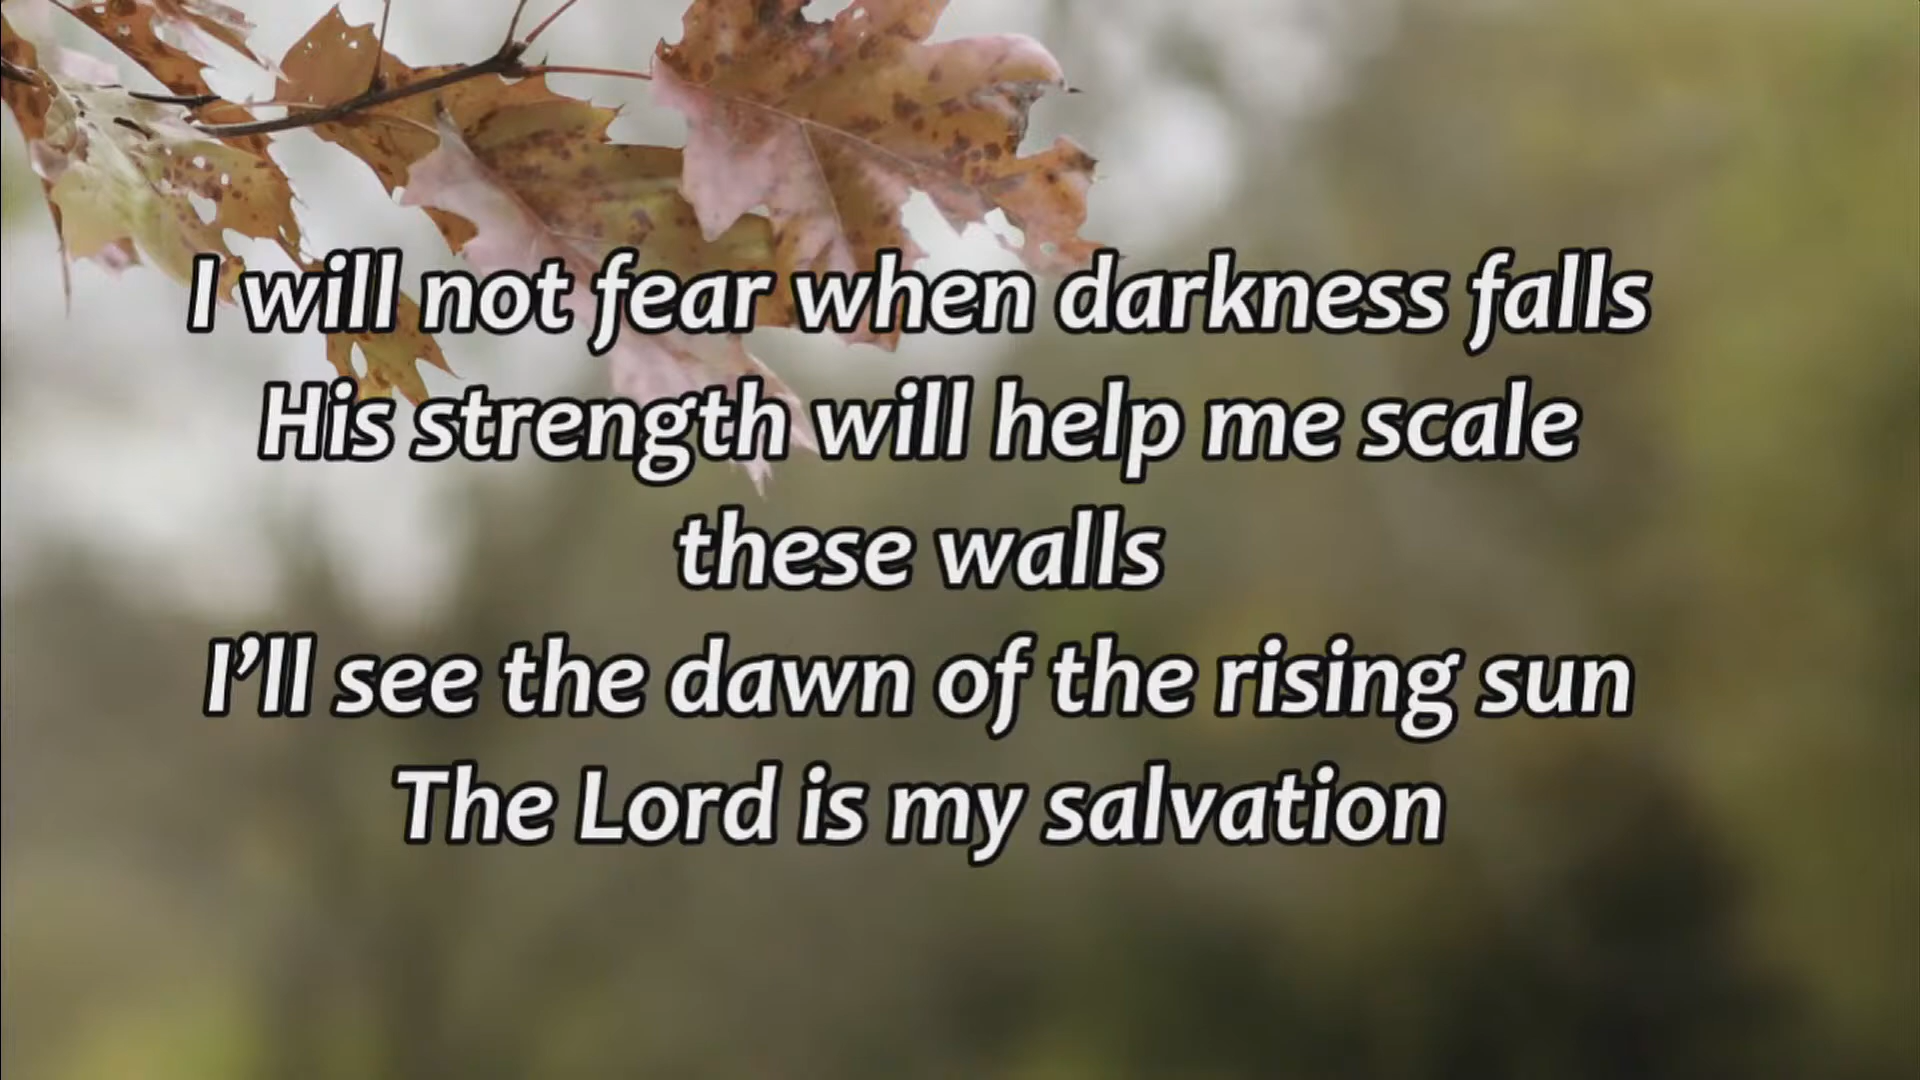 I will not fear when darkness falls
His strength will help me scale
these walls
I’ll see the dawn of the rising sun
The Lord is my salvation